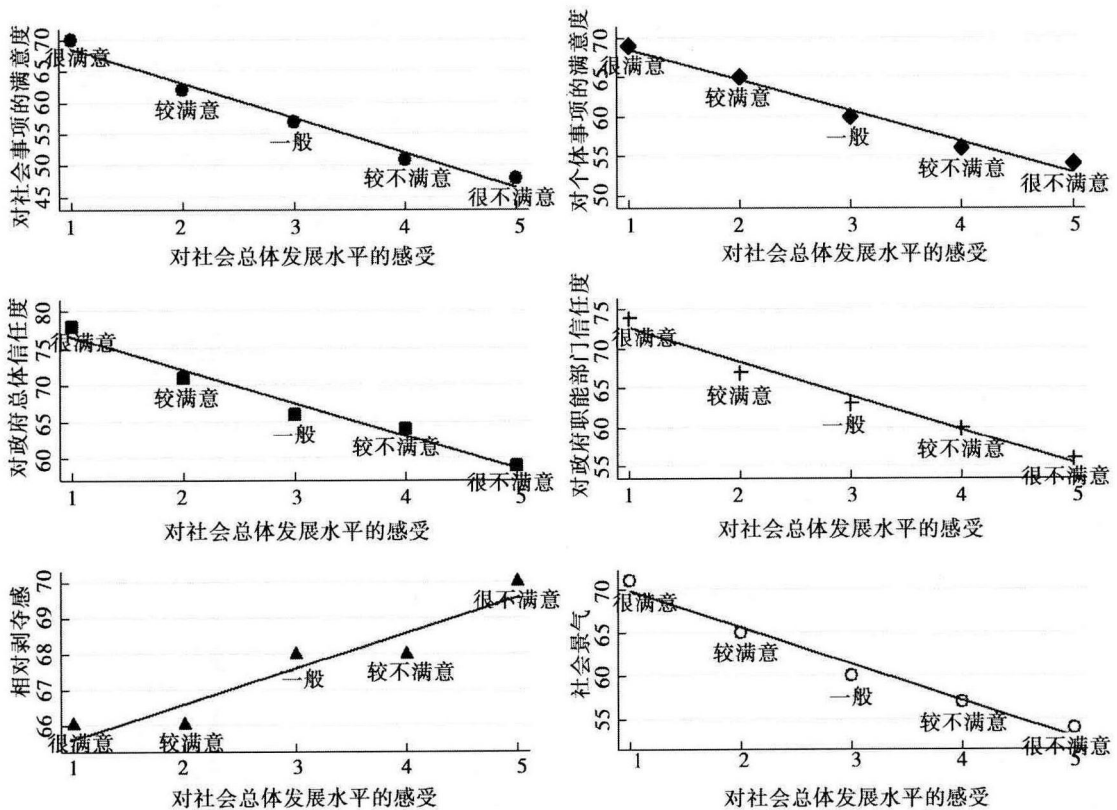 对社会事项的满意度
70
65
60
55
50
45
很满意
较满意
一般
较不满意
很不满意
1 2 3 4 5
对社会总体发展水平的感受
对个体事项的满意度
70
65
60
55
50
很满意
较满意
一般
较不满意
很不满意
1 2 3 4 5
对社会总体发展水平的感受
对政府总体信任度
80
75
70
65
60
很满意
较满意
一般
较不满意
很不满意
1 2 3 4 5
对社会总体发展水平的感受
对政府职能部门信任度
75
70
65
60
55
很满意
较满意
一般
较不满意
很不满意
1 2 3 4 5
对社会总体发展水平的感受
相对剥夺感
70
69
68
67
66
很满意
较满意
一般
较不满意
很不满意
1 2 3 4 5
对社会总体发展水平的感受
社会景气
70
65
60
55
很满意
较满意
一般
较不满意
很不满意
1 2 3 4 5
对社会总体发展水平的感受